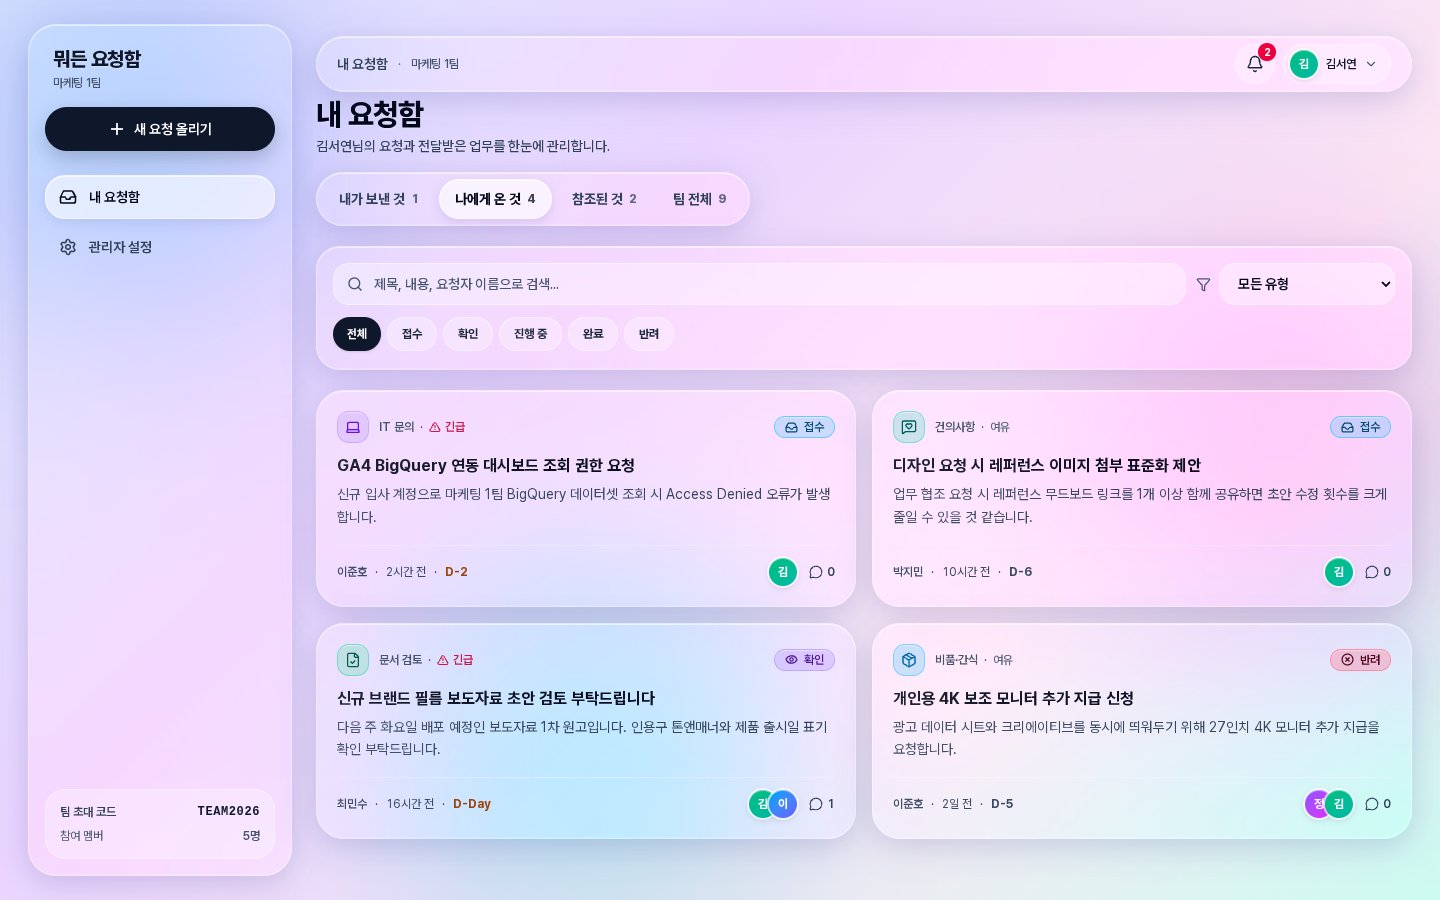 뭐든 요청함
마케팅 1팀
새 요청 올리기
내 요청함
관리자 설정
팀 초대 코드 TEAM2026
참여 멤버 5명
내 요청함 · 마케팅 1팀
2
김 김서연
내 요청함
김서연님의 요청과 전달받은 업무를 한눈에 관리합니다.
내가 보낸 것 1 나에게 온 것 4 참조된 것 2 팀 전체 9
제목, 내용, 요청자 이름으로 검색... 모든 유형
전체 접수 확인 진행 중 완료 반려
IT 문의 · 긴급 접수
GA4 BigQuery 연동 대시보드 조회 권한 요청
신규 입사 계정으로 마케팅 1팀 BigQuery 데이터셋 조회 시 Access Denied 오류가 발생
합니다.
이준호 · 2시간 전 · D-2 김 0
건의사항 · 여유 접수
디자인 요청 시 레퍼런스 이미지 첨부 표준화 제안
업무 협조 요청 시 레퍼런스 무드보드 링크를 1개 이상 함께 공유하면 초안 수정 횟수를 크게
줄일 수 있을 것 같습니다.
박지민 · 10시간 전 · D-6 김 0
문서 검토 · 긴급 확인
신규 브랜드 필름 보도자료 초안 검토 부탁드립니다
다음 주 화요일 배포 예정인 보도자료 1차 원고입니다. 인용구 톤앤매너와 제품 출시일 표기
확인 부탁드립니다.
최민수 · 16시간 전 · D-Day 김 이 1
비품·간식 · 여유 반려
개인용 4K 보조 모니터 추가 지급 신청
광고 데이터 시트와 크리에이티브를 동시에 띄워두기 위해 27인치 4K 모니터 추가 지급을
요청합니다.
이준호 · 2일 전 · D-5 정 김 0